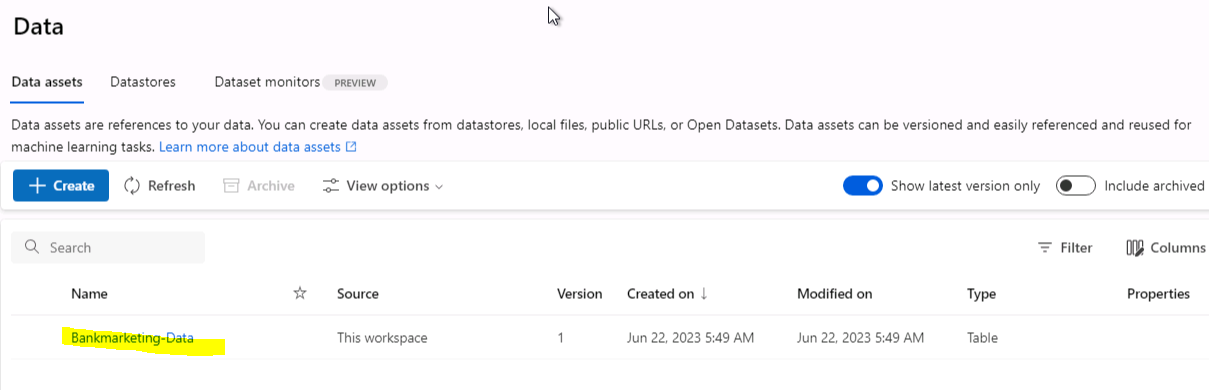 Data
Data assets Datastores Dataset monitors PREVIEW
Data assets are references to your data. You can create data assets from datastores, local files, public URLs, or Open Datasets. Data assets can be versioned and easily referenced and reused for
machine learning tasks. Learn more about data assets
+ Create Refresh Archive View options Show latest version only Include archived
Search Filter Columns
Name Source Version Created on ↓ Modified on Type Properties
Bankmarketing-Data This workspace 1 Jun 22, 2023 5:49 AM Jun 22, 2023 5:49 AM Table